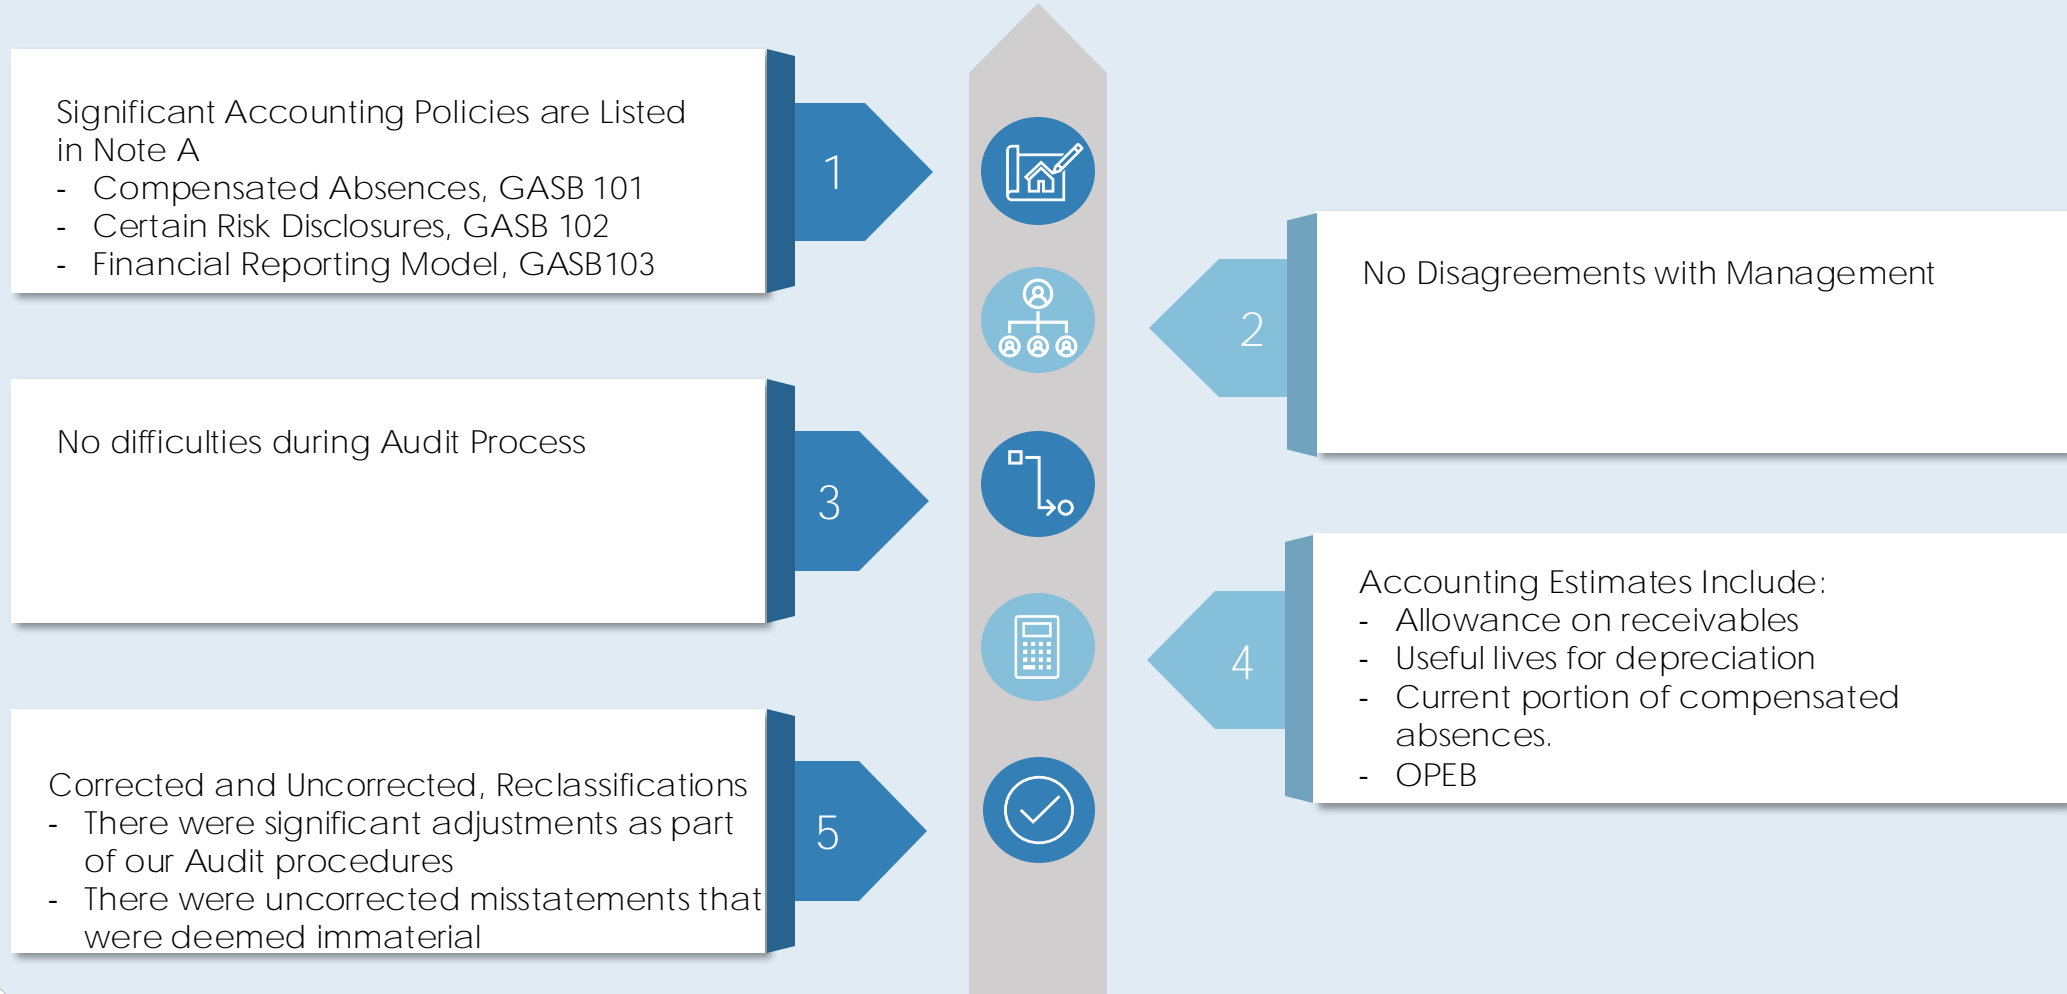 Significant Accounting Policies are Listed
in Note A
- Compensated Absences, GASB 101
- Certain Risk Disclosures, GASB 102
- Financial Reporting Model, GASB103
1
No Disagreements with Management
2
No difficulties during Audit Process
3
Accounting Estimates Include:
- Allowance on receivables
- Useful lives for depreciation
- Current portion of compensated
absences.
- OPEB
4
Corrected and Uncorrected, Reclassifications
- There were significant adjustments as part
of our Audit procedures
- There were uncorrected misstatements that
were deemed immaterial
5